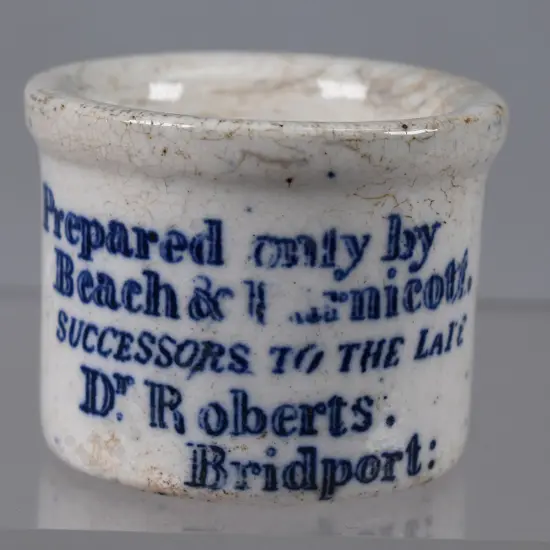 Prepared only by
Beach &
SUCCESSORS TO THE LATE
Dr Roberts.
Bridport: